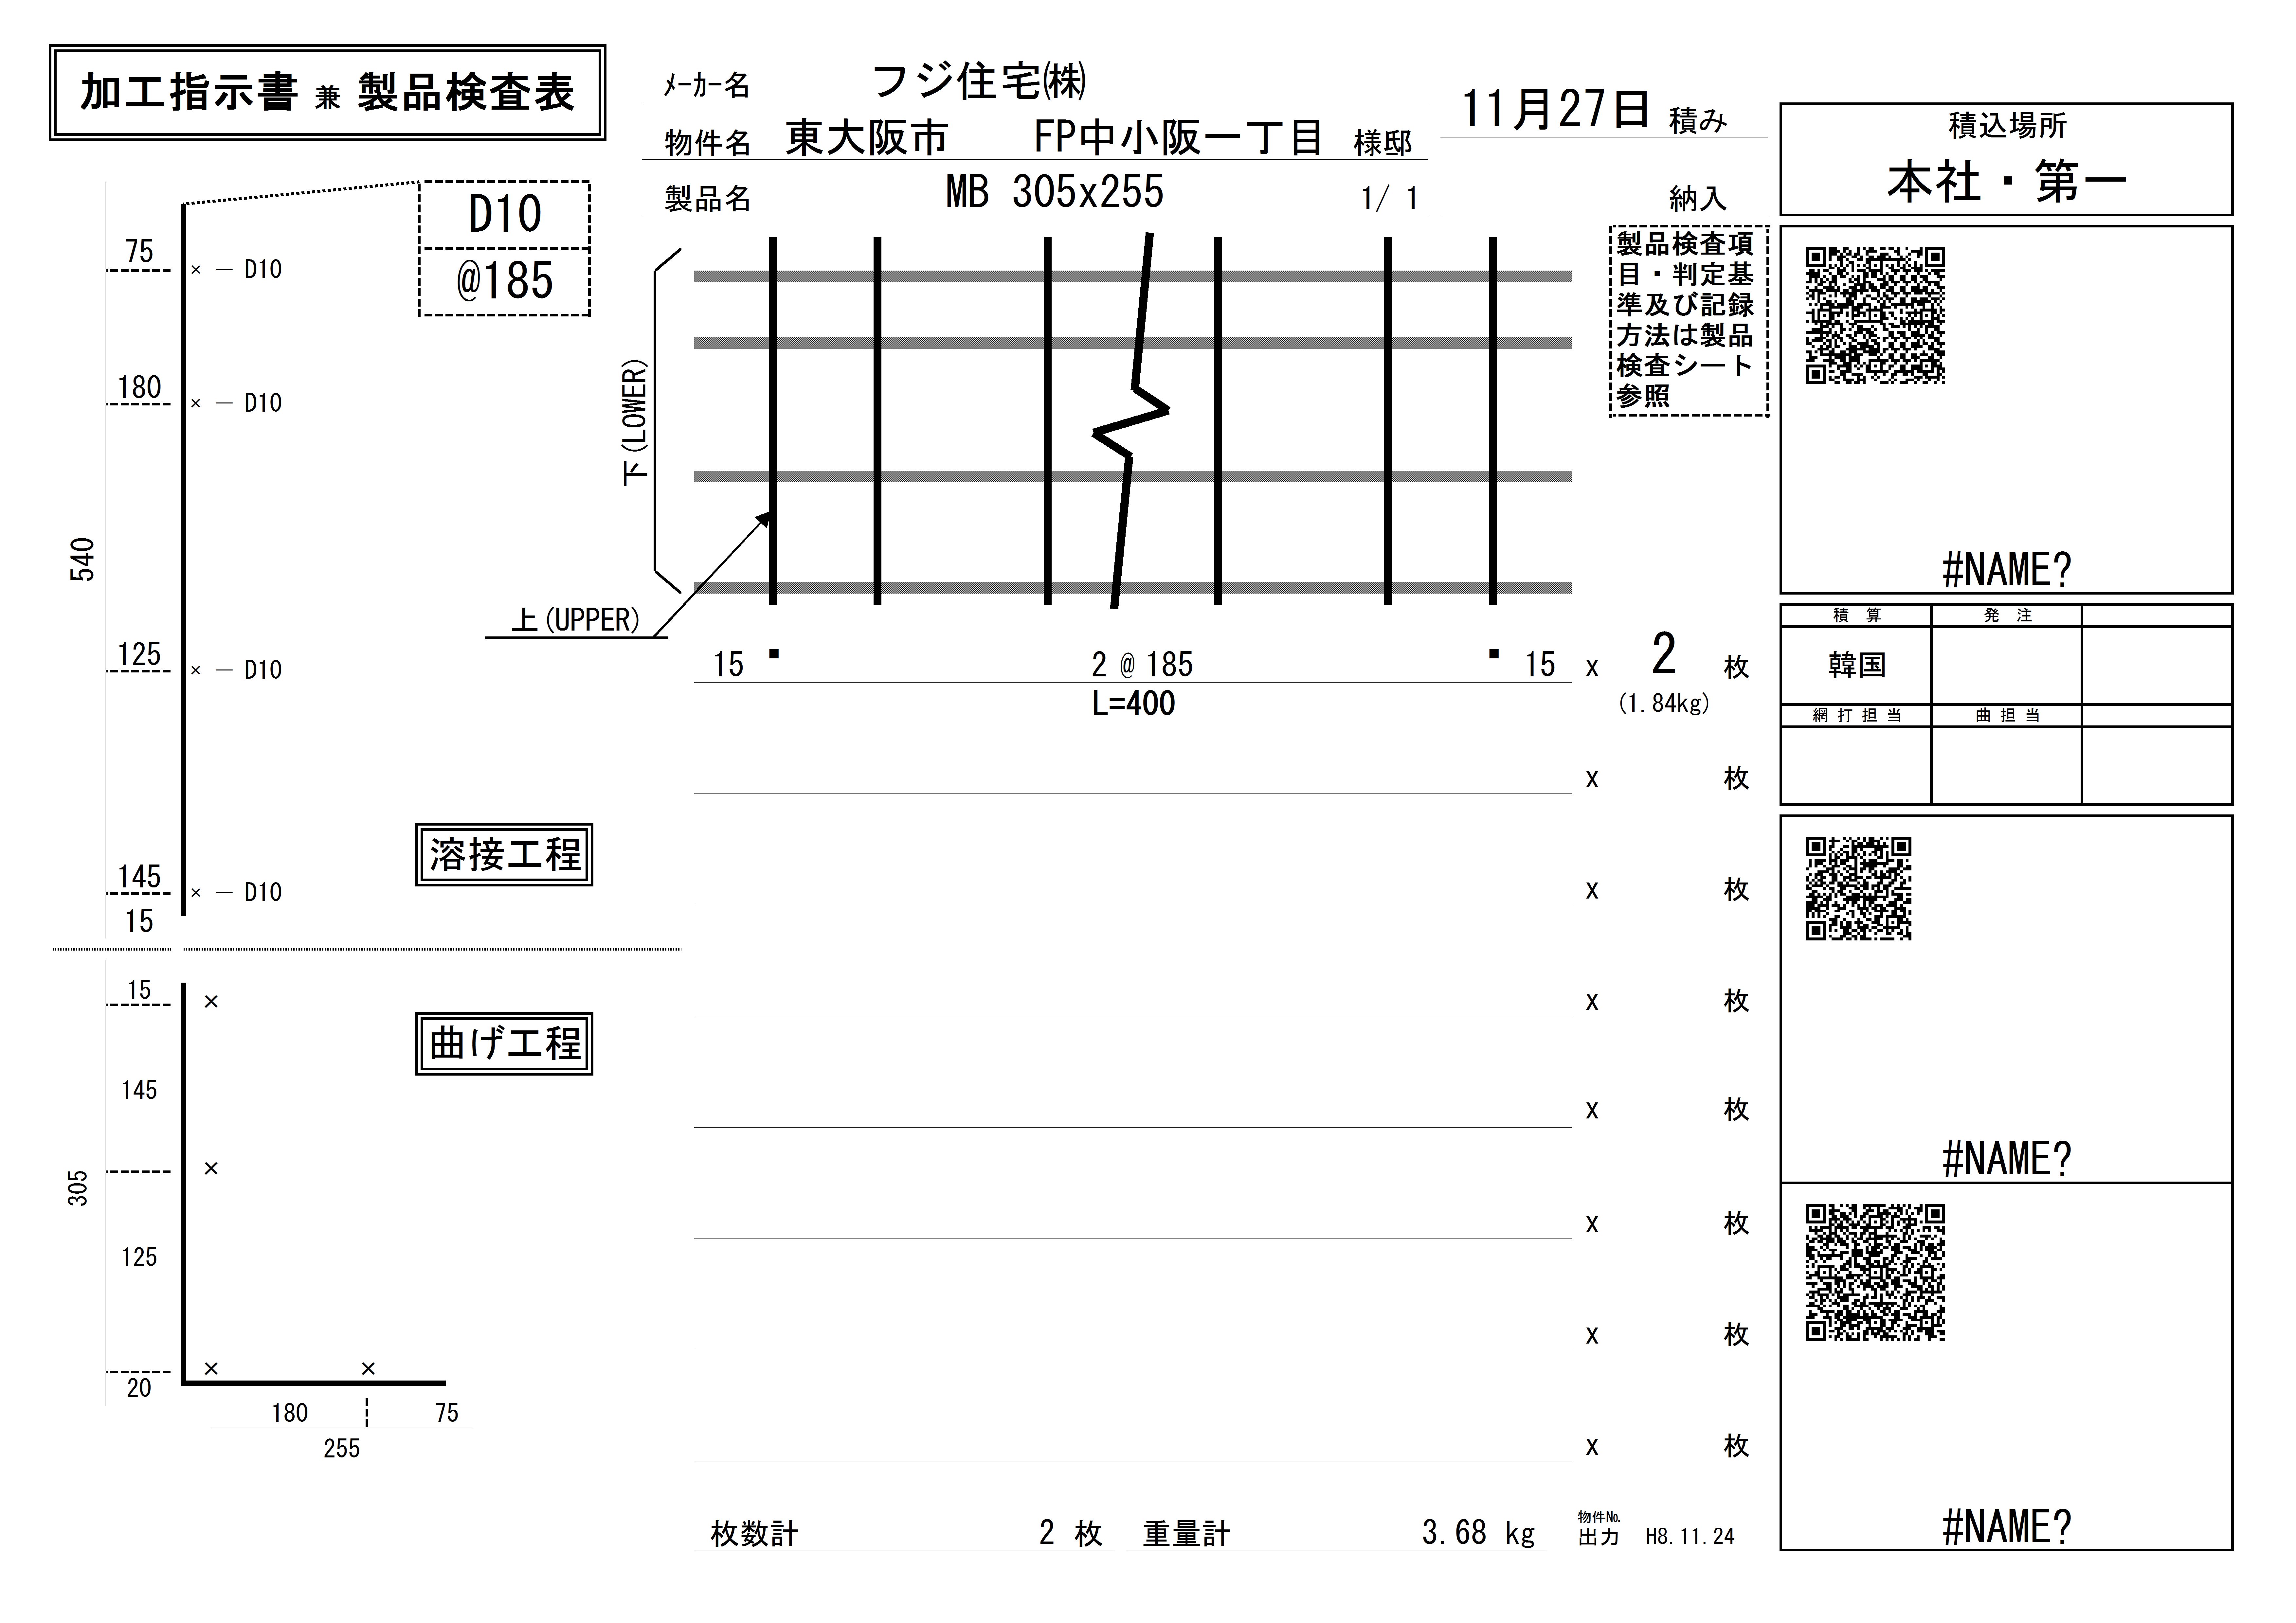 加工指示書 兼 製品検査表
ﾒｰｶｰ名 フジ住宅㈱
物件名 東大阪市 FP中小阪一丁目 様邸
製品名 MB 305x255 1/ 1
11月27日 積み
納入
積込場所
本社・第一
D10
@185
75
× — D10
180
× — D10
540
125
× — D10
145
× — D10
15
溶接工程
下(LOWER)
上(UPPER)
製品検査項
目・判定基
準及び記録
方法は製品
検査シート
参照
15 2 @ 185 15 x 2 枚
L=400 (1.84kg)
x 枚
x 枚
x 枚
x 枚
x 枚
x 枚
x 枚
曲げ工程
15
×
145
×
305
125
× ×
20
180 75
255
#NAME?
積 算 発 注
韓国
網打担当 曲担当
#NAME?
#NAME?
枚数計 2 枚 重量計 3.68 kg
物件№
出力 H8.11.24